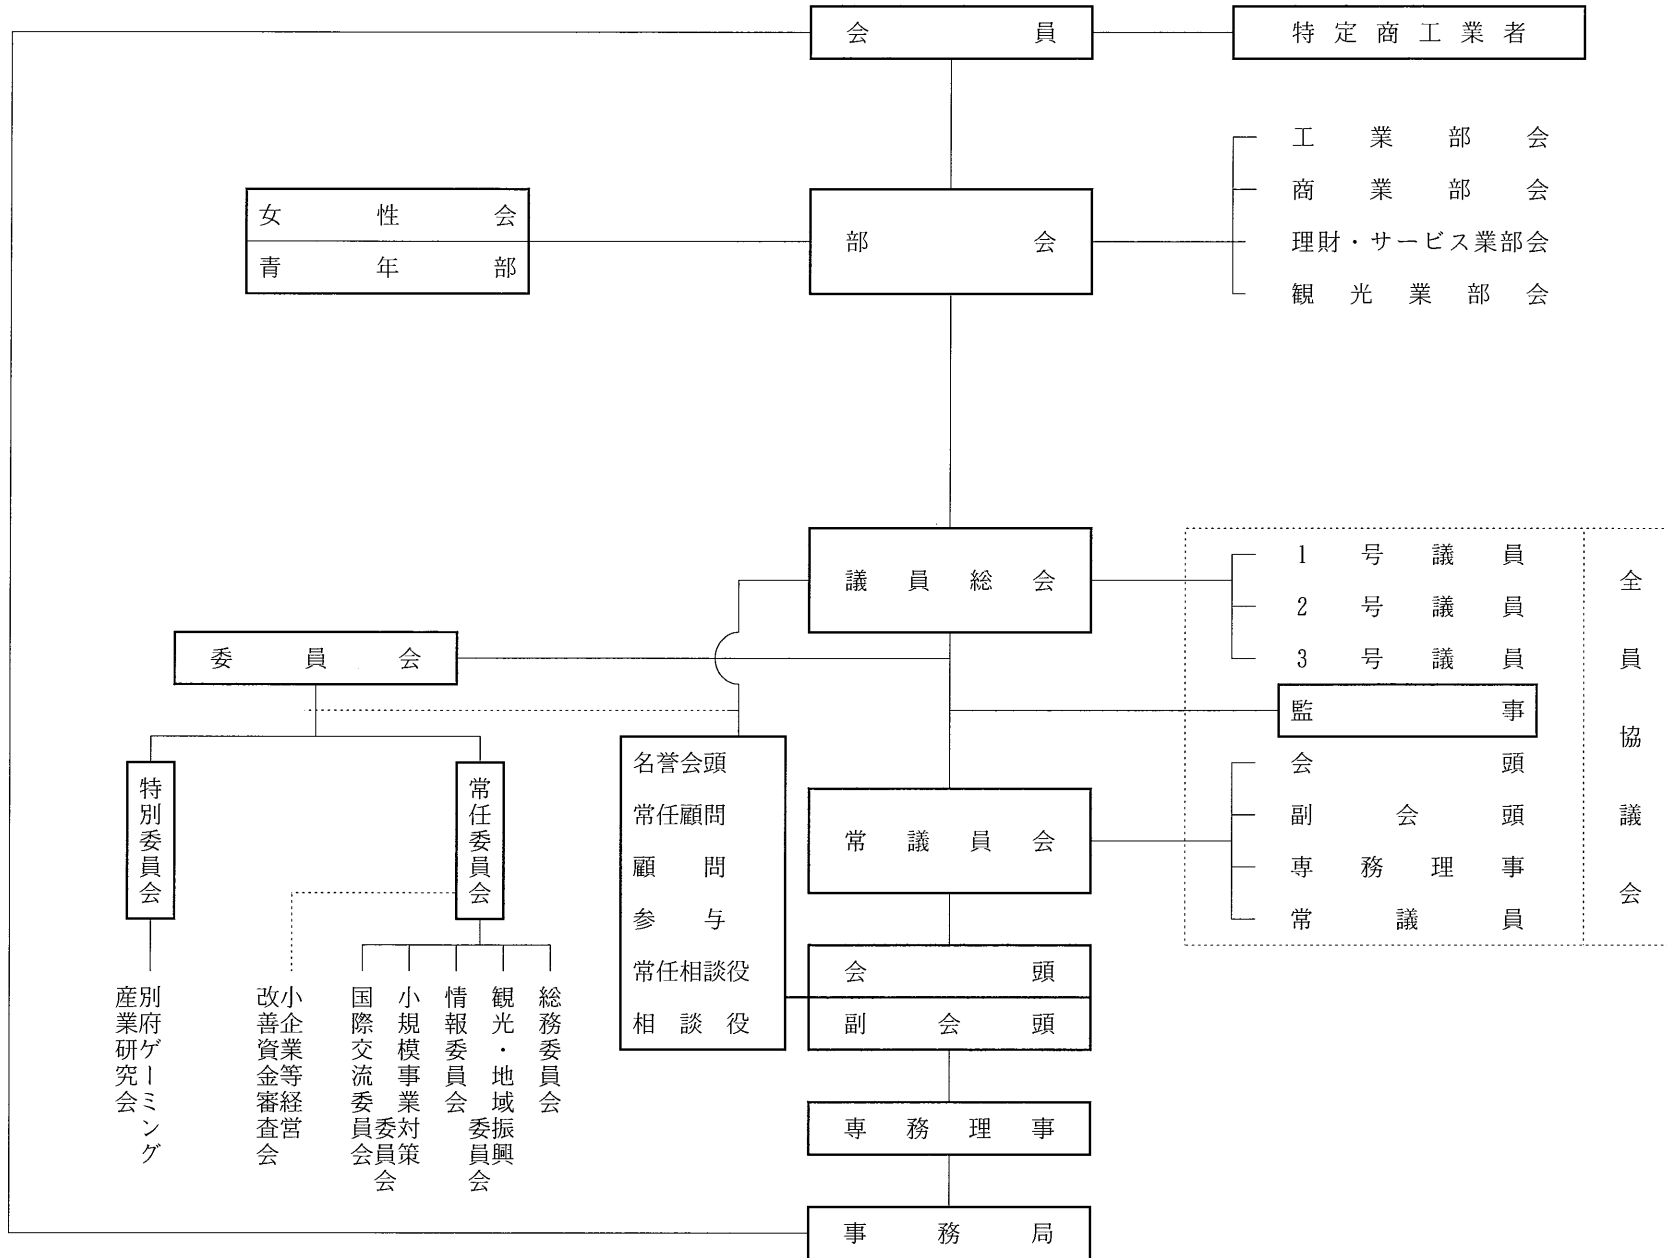 会員
特定商工業者
工業部会
商業部会
理財・サービス業部会
観光業部会
女性会
青年部
部会
議員総会
1号議員
2号議員
3号議員
監事
会頭
副会頭
専務理事
常議員
全員協議会
委員会
特別委員会
常任委員会
別府ゲーミング
産業研究会
小企業等経営
改善資金審査会
総務委員会
観光・地域振興
委員会
情報委員会
小規模事業対策
委員会
国際交流委員会
名誉会頭
常任顧問
顧問
参与
常任相談役
相談役
常議員会
会頭
副会頭
専務理事
事務局